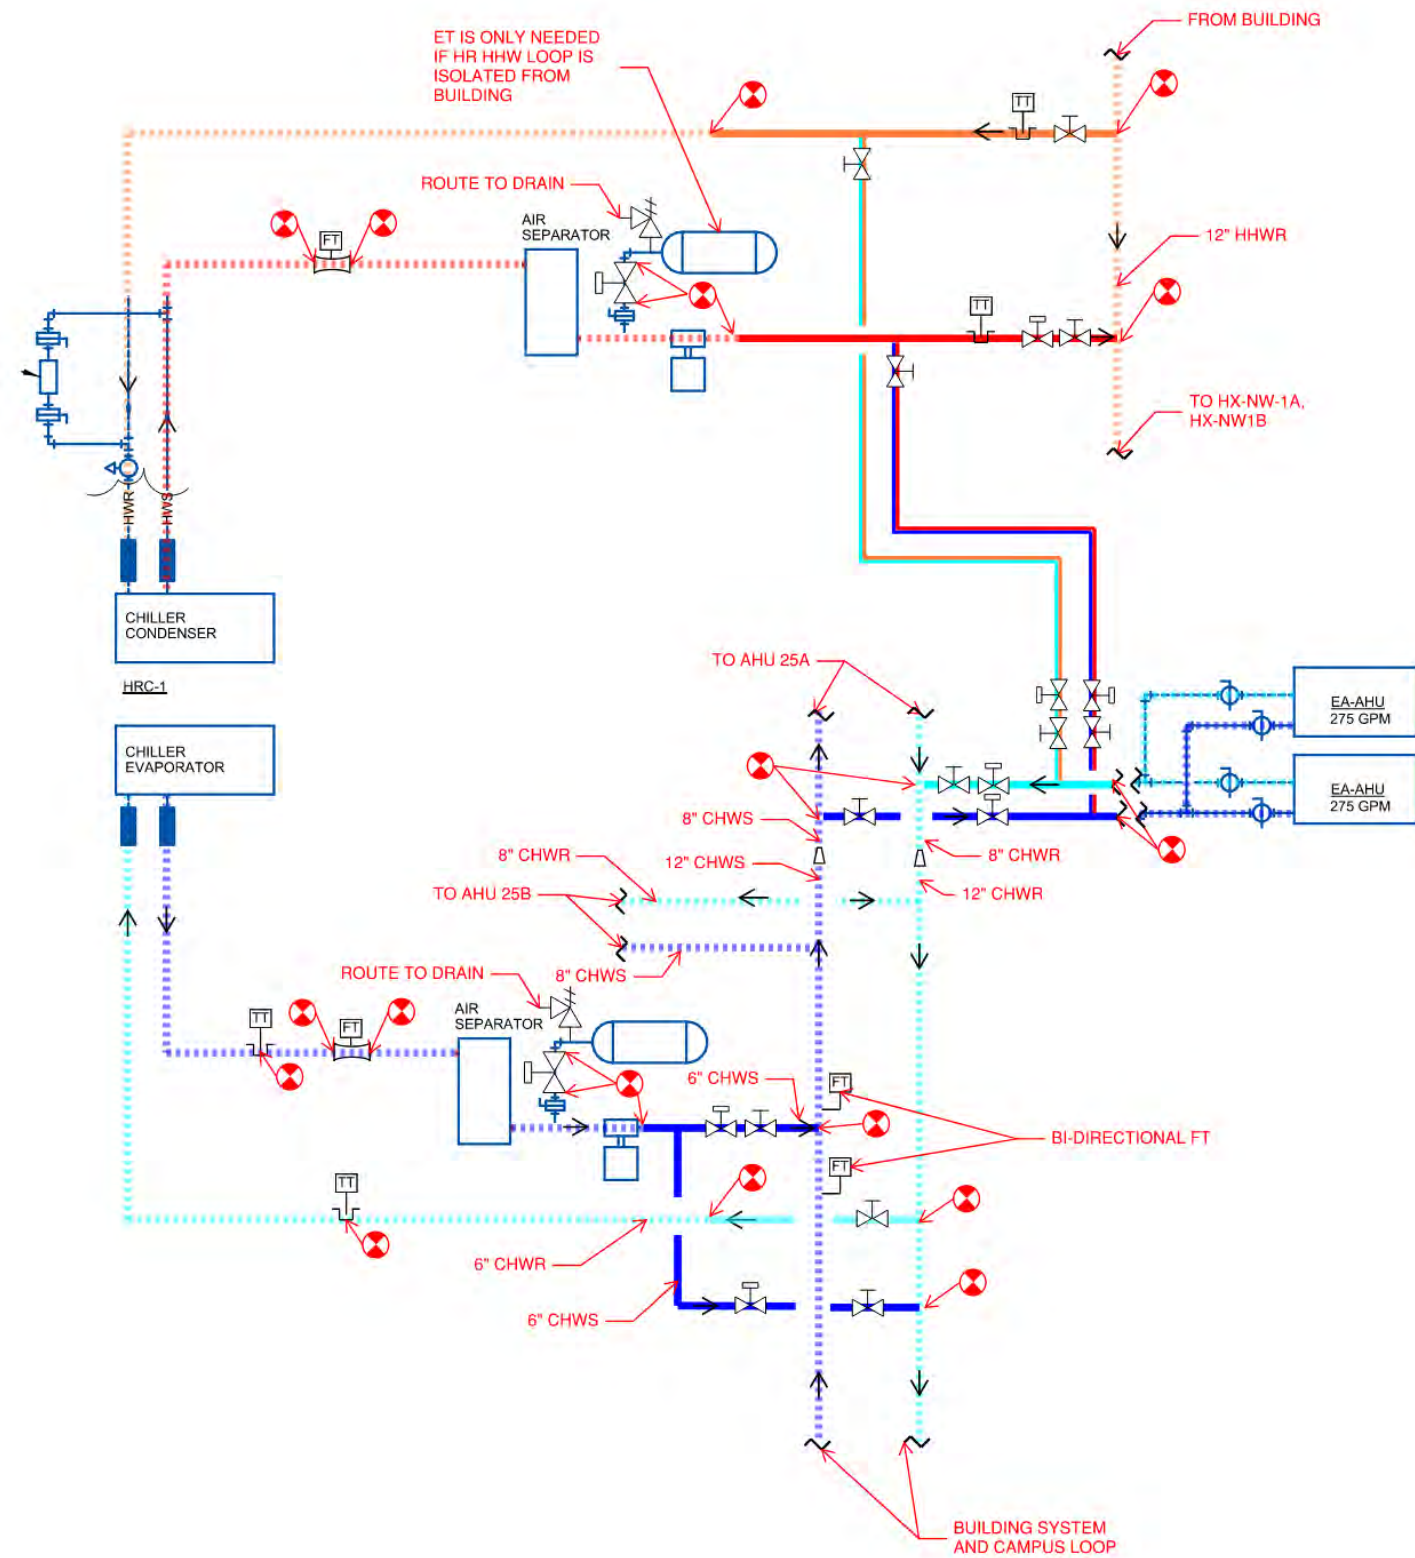 FROM BUILDING
ET IS ONLY NEEDED
IF HR HHW LOOP IS
ISOLATED FROM
BUILDING
TT
ROUTE TO DRAIN
AIR
SEPARATOR
FT
12" HHWR
TT
TO HX-NW-1A,
HX-NW1B
HWR
HWS
CHILLER
CONDENSER
HRC-1
TO AHU 25A
EA-AHU
275 GPM
CHILLER
EVAPORATOR
EA-AHU
275 GPM
8" CHWS
8" CHWR
8" CHWR
12" CHWS
TO AHU 25B
12" CHWR
ROUTE TO DRAIN
8" CHWS
AIR
SEPARATOR
TT
FT
6" CHWS
FT
BI-DIRECTIONAL FT
FT
TT
6" CHWR
6" CHWS
BUILDING SYSTEM
AND CAMPUS LOOP